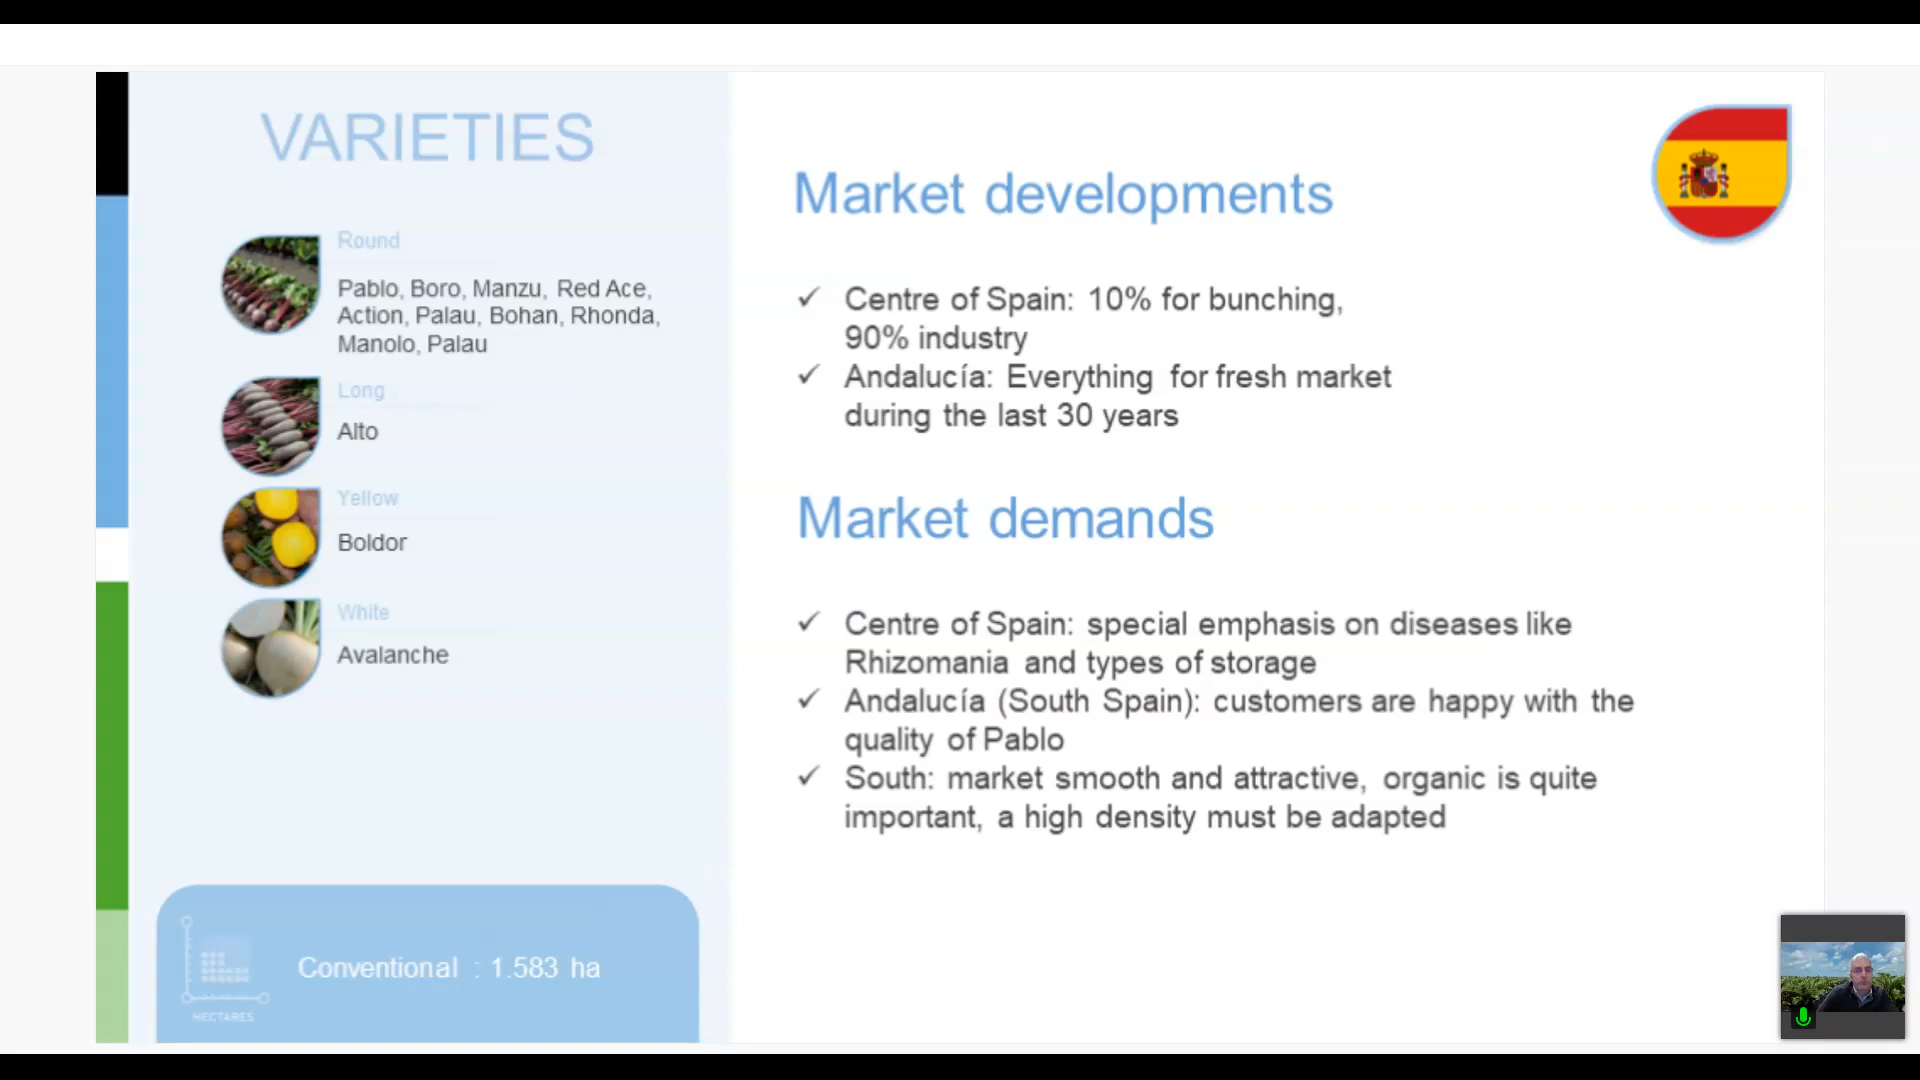 VARIETIES
Round
Pablo, Boro, Manzu, Red Ace,
Action, Palau, Bohan, Rhonda,
Manolo, Palau
Long
Alto
Yellow
Boldor
White
Avalanche
HECTARES
Conventional : 1.583 ha
Market developments
✓ Centre of Spain: 10% for bunching,
90% industry
✓ Andalucía: Everything for fresh market
during the last 30 years
Market demands
✓ Centre of Spain: special emphasis on diseases like
Rhizomania and types of storage
✓ Andalucía (South Spain): customers are happy with the
quality of Pablo
✓ South: market smooth and attractive, organic is quite
important, a high density must be adapted